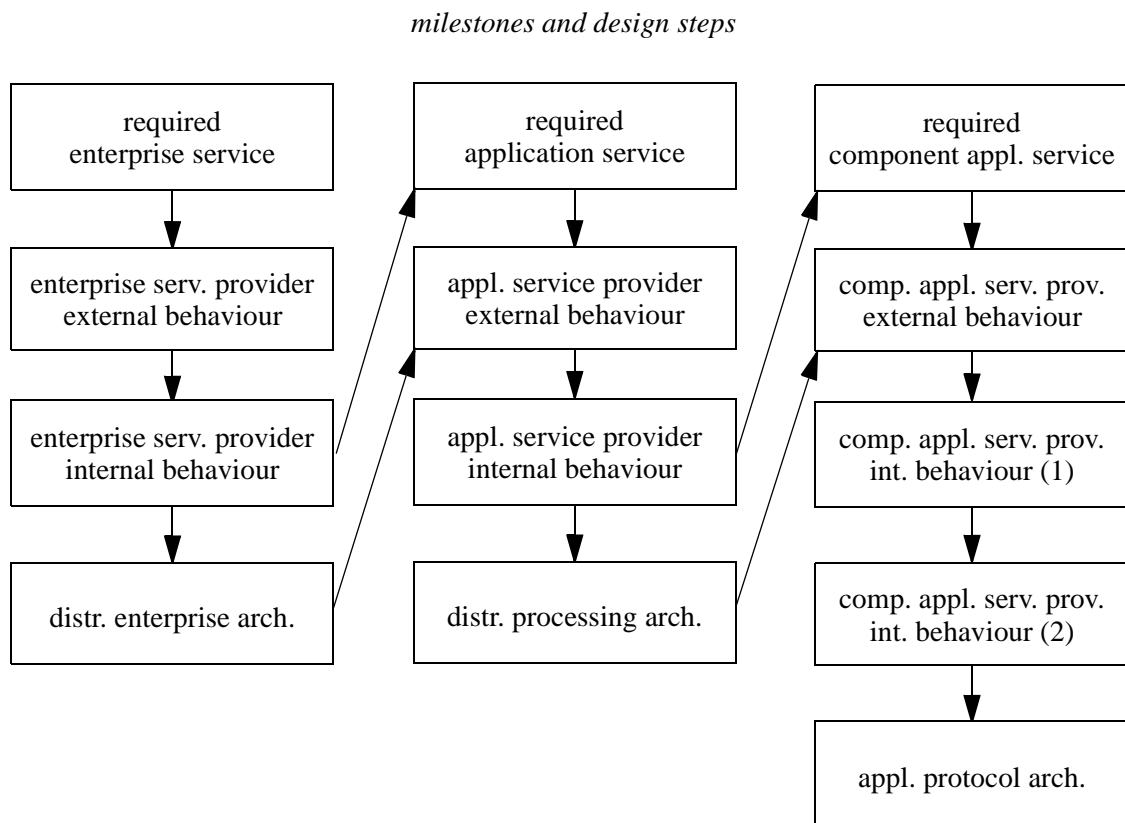 milestones and design steps
required
enterprise service
enterprise serv. provider
external behaviour
enterprise serv. provider
internal behaviour
distr. enterprise arch.
required
application service
appl. service provider
external behaviour
appl. service provider
internal behaviour
distr. processing arch.
required
component appl. service
comp. appl. serv. prov.
external behaviour
comp. appl. serv. prov.
int. behaviour (1)
comp. appl. serv. prov.
int. behaviour (2)
appl. protocol arch.